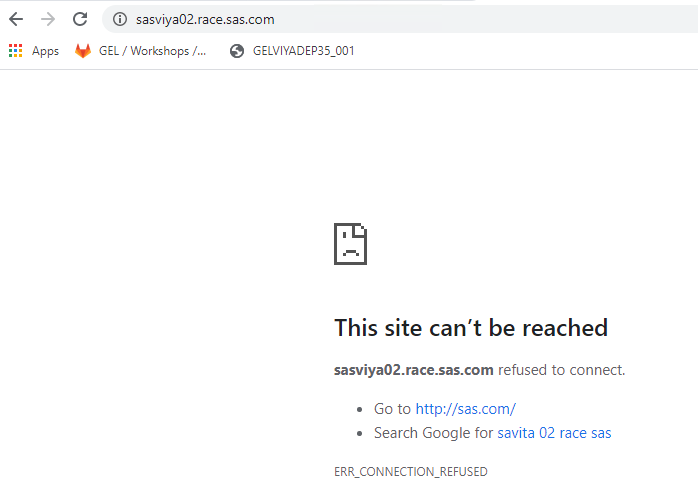 sasviya02.race.sas.com
Apps GEL / Workshops /... GELVIYADEP35_001
This site can’t be reached
sasviya02.race.sas.com refused to connect.
• Go to http://sas.com/
• Search Google for savita 02 race sas
ERR_CONNECTION_REFUSED